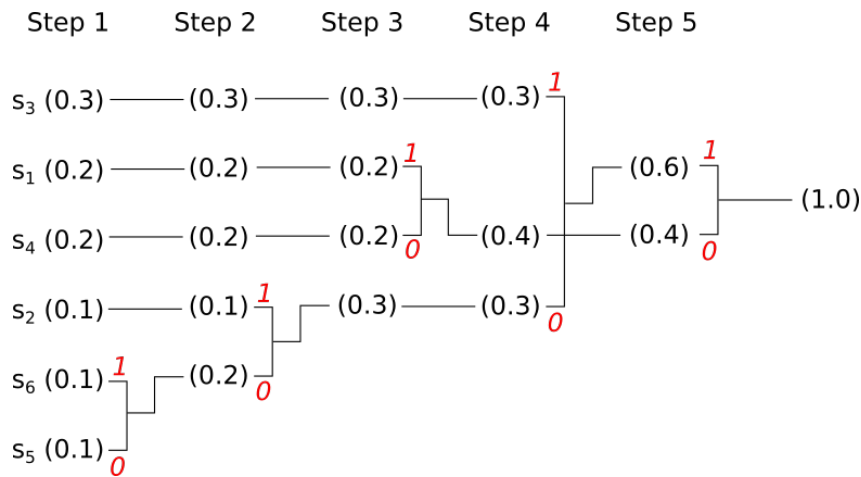 Step 1 Step 2 Step 3 Step 4 Step 5
1
s₃ (0.3) (0.3) (0.3) (0.3)
1 1
s₁ (0.2) (0.2) (0.2) (0.6)
(1.0)
s₄ (0.2) (0.2) (0.2) (0.4) (0.4)
0 0
1
s₂ (0.1) (0.1) (0.3) (0.3)
0
1
s₆ (0.1) (0.2)
0
s₅ (0.1)
0